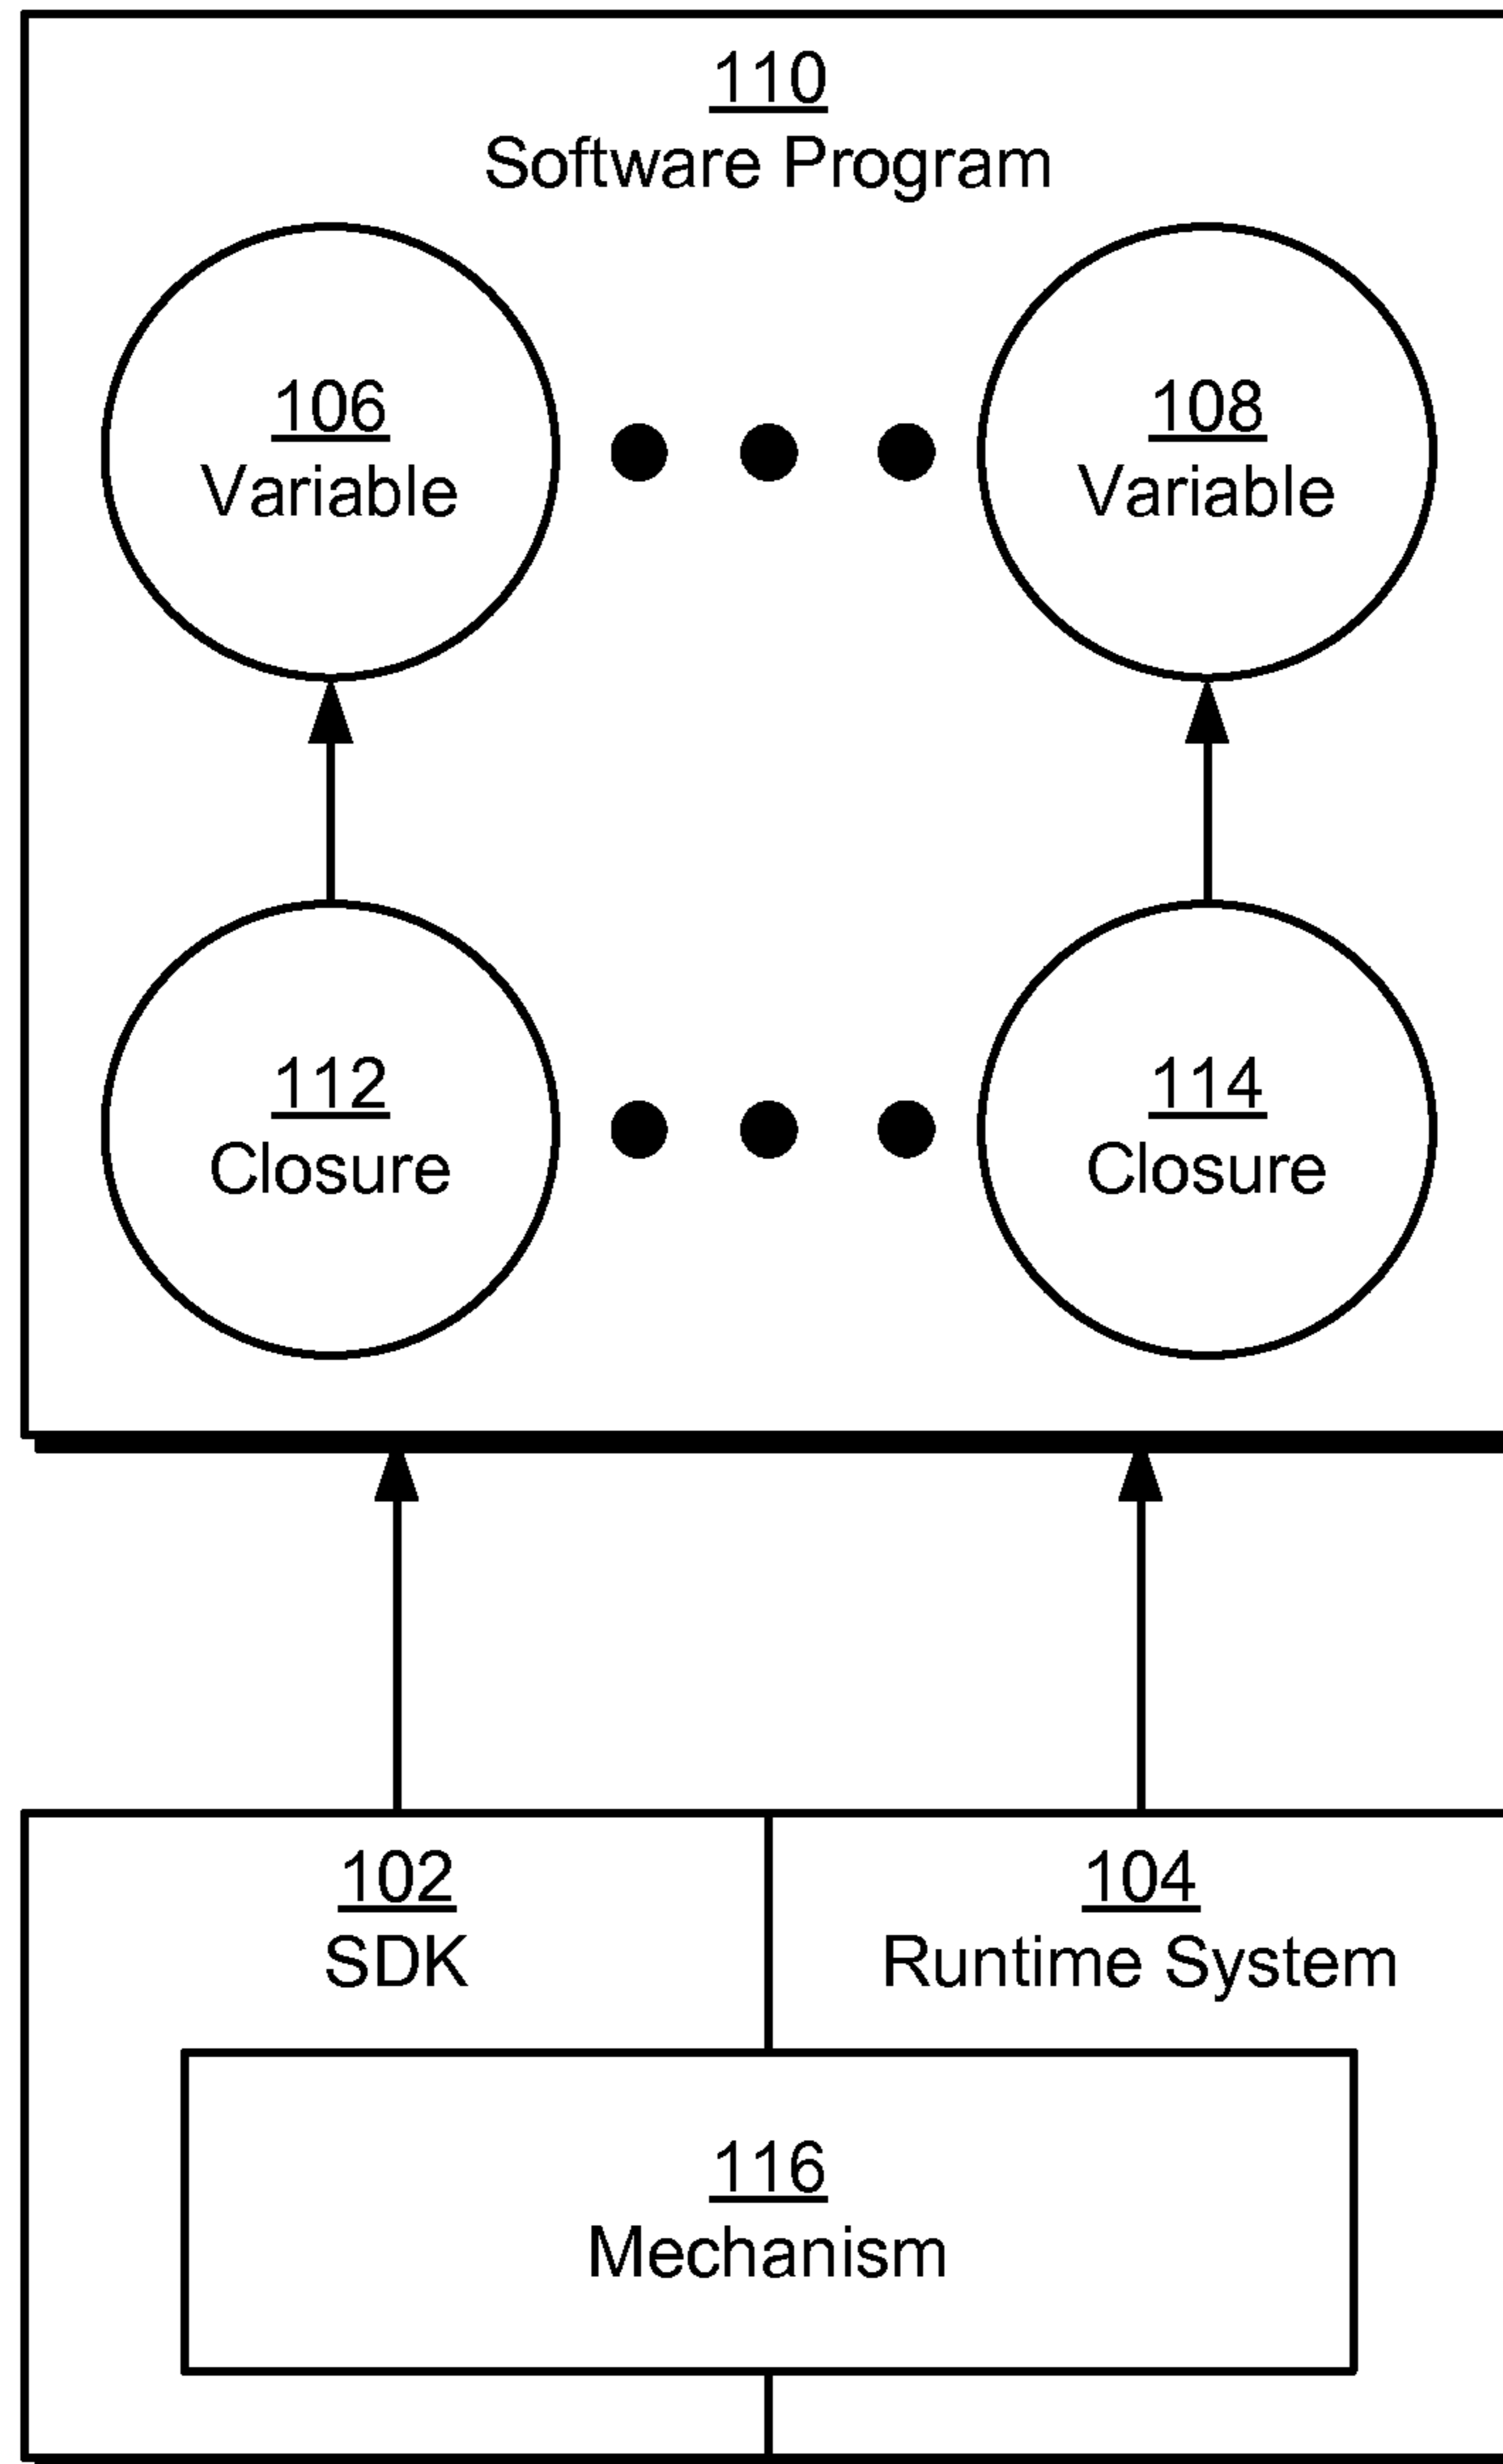 110
Software Program
106
Variable
108
Variable
112
Closure
114
Closure
102
SDK
104
Runtime System
116
Mechanism